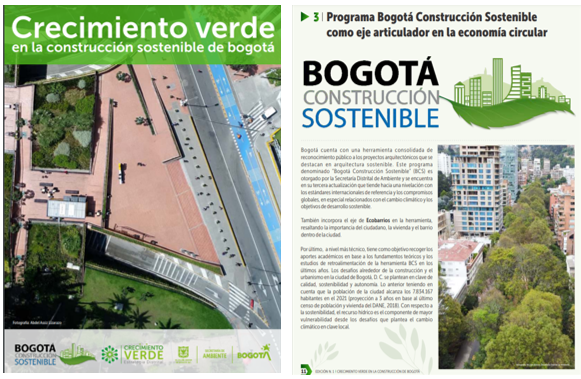 Crecimiento verde
en la construcción sostenible de bogotá
BOGOTÁ
CONSTRUCCIÓN
SOSTENIBLE
CRECIMIENTO
VERDE
AMBIENTE
BOGOTÁ
3 | Programa Bogotá Construcción Sostenible
como eje articulador en la economía circular
BOGOTÁ
CONSTRUCCIÓN
SOSTENIBLE
Bogotá cuenta con una herramienta consolidada de
reconocimiento público a los proyectos arquitectónicos que se
destacan en arquitectura sostenible. Este programa
denominado "Bogotá Construcción Sostenible" (BCS) es
otorgado por la Secretaría Distrital de Ambiente y se encuentra
en su tercera actualización que tiende hacia una nivelación con
los estándares internacionales de referencia y los compromisos
globales, en especial relacionados con el cambio climático y los
objetivos de desarrollo sostenible.
También incorpora el eje de Ecobarrios en la herramienta,
resaltando la importancia del ciudadano, la vivienda y el barrio
dentro de la ciudad.
Por último, a nivel más técnico, tiene como objetivo recoger los
aportes académicos en base a los fundamentos teóricos y los
estudios de retroalimentación de la herramienta BCS en los
últimos años. Los desafíos alrededor de la construcción y el
urbanismo en la ciudad de Bogotá, D. C. se plantean en clave de
calidad, sostenibilidad y autonomía. Lo anterior teniendo en
cuenta que la población de la ciudad alcanza los 7.834.167
habitantes en el 2021 (proyección a 3 años en base al último
censo de población y vivienda del DANE, 2018). Con respecto a
la sostenibilidad, el recurso hídrico es el componente de mayor
vulnerabilidad desde los desafíos que plantea el cambio
climático en clave local.
EDICIÓN # 1 | CRECIMIENTO VERDE EN LA CONSTRUCCIÓN DE BOGOTÁ